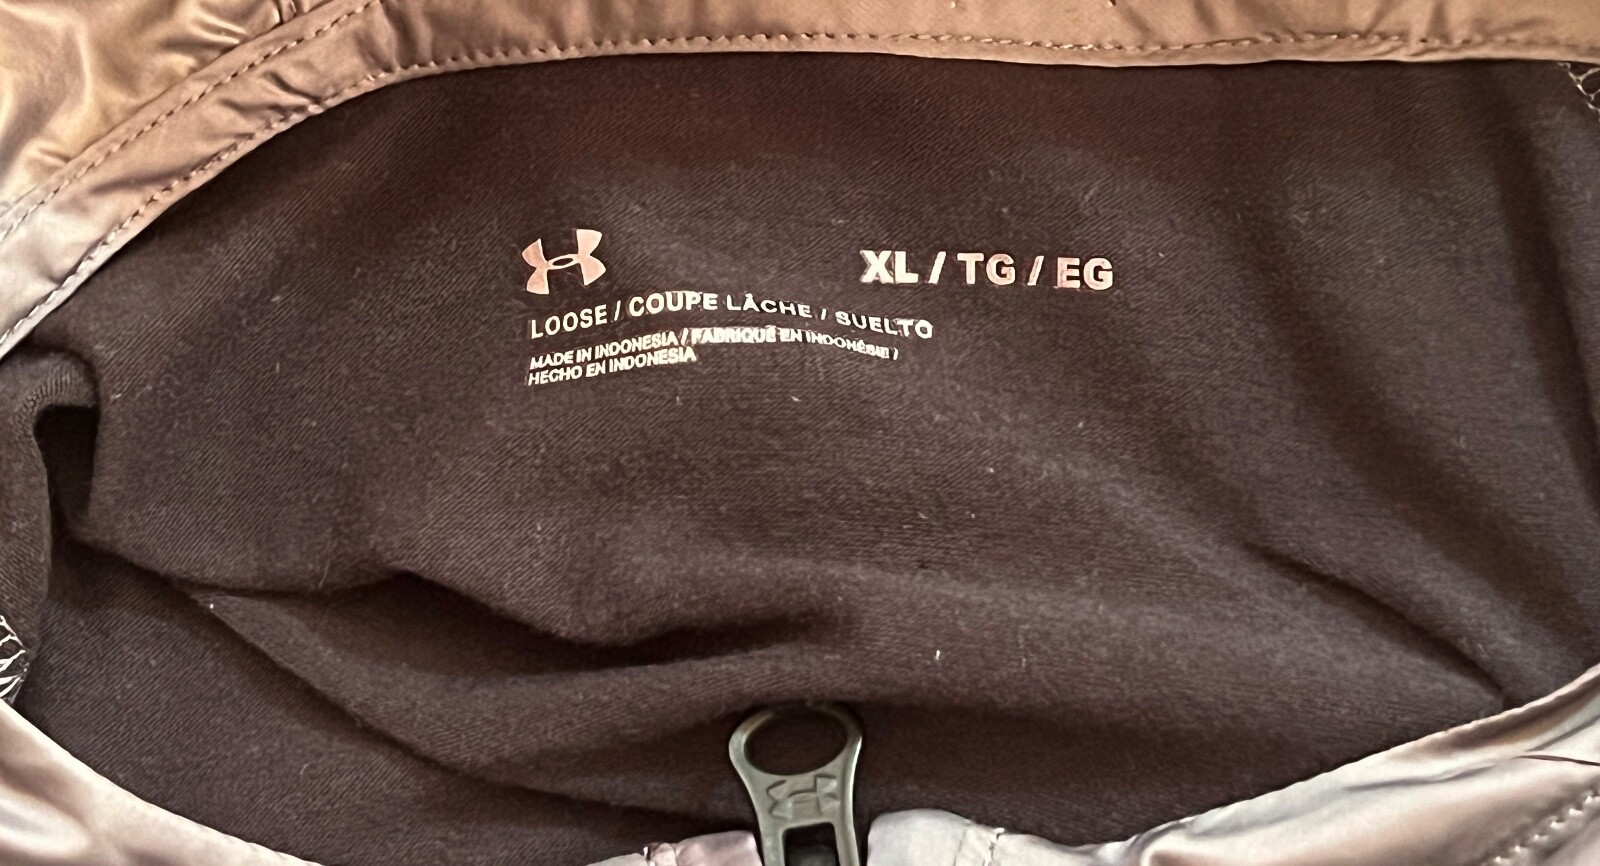 XL / TG / EG
LOOSE / COUPE LÂCHE / SUELTO
MADE IN INDONESIA / FABRIQUÉ EN INDONÉSIE /
HECHO EN INDONESIA